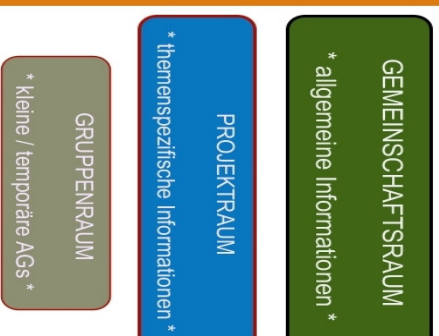 GEMEINSCHAFTSRAUM
* allgemeine Informationen *
PROJEKTRAUM
* themenspezifische Informationen *
GRUPPENRAUM
* kleine / temporäre AGs *